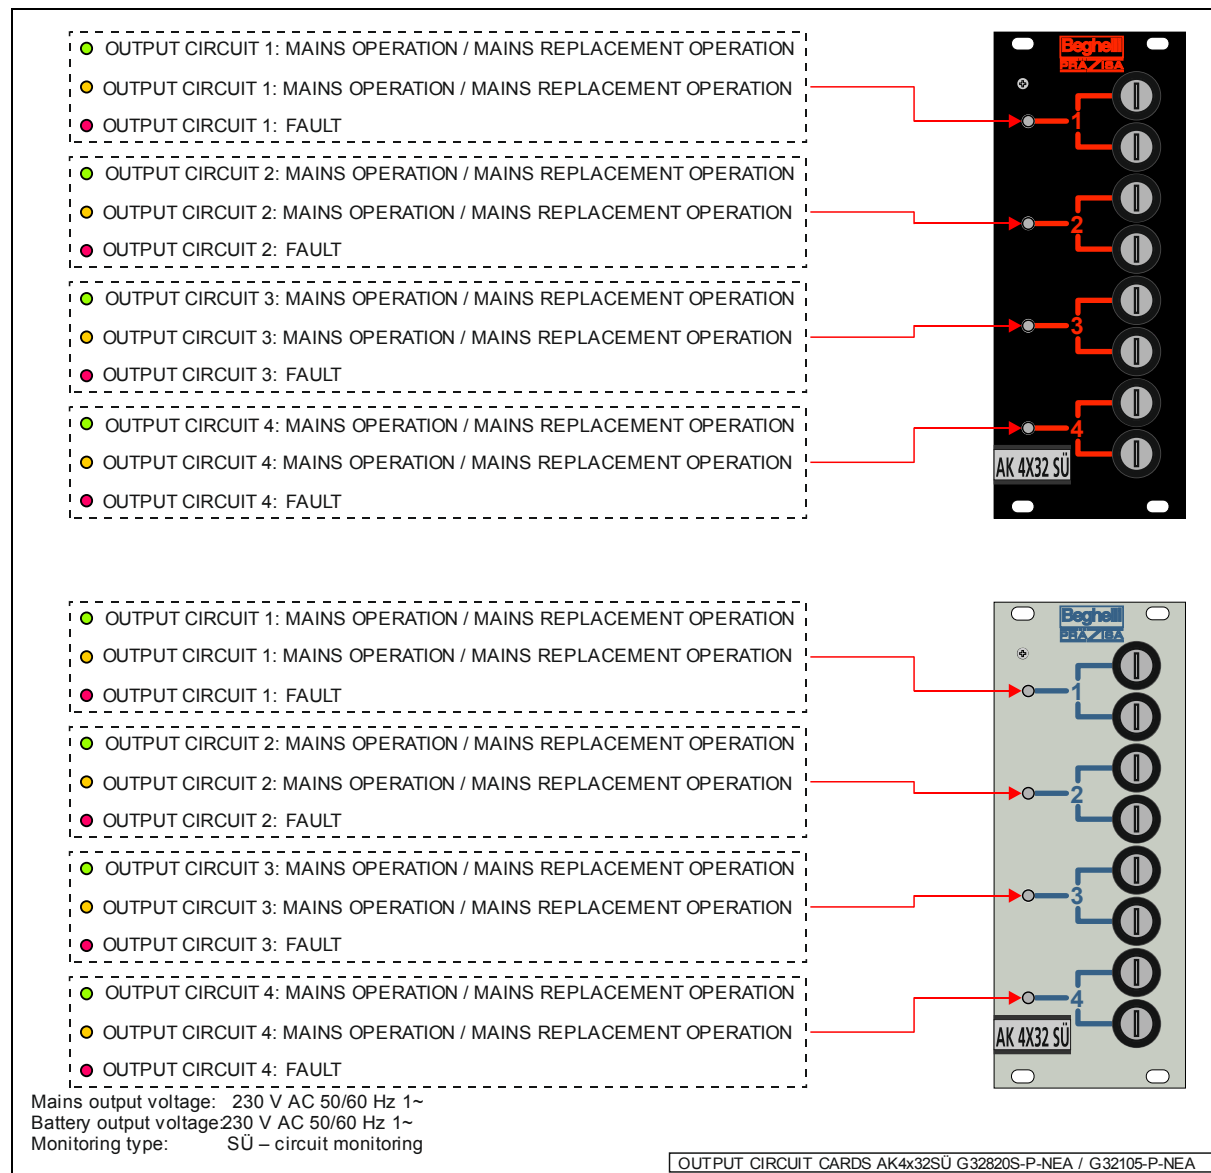 OUTPUT CIRCUIT 1: MAINS OPERATION / MAINS REPLACEMENT OPERATION
OUTPUT CIRCUIT 1: MAINS OPERATION / MAINS REPLACEMENT OPERATION
OUTPUT CIRCUIT 1: FAULT
OUTPUT CIRCUIT 2: MAINS OPERATION / MAINS REPLACEMENT OPERATION
OUTPUT CIRCUIT 2: MAINS OPERATION / MAINS REPLACEMENT OPERATION
OUTPUT CIRCUIT 2: FAULT
OUTPUT CIRCUIT 3: MAINS OPERATION / MAINS REPLACEMENT OPERATION
OUTPUT CIRCUIT 3: MAINS OPERATION / MAINS REPLACEMENT OPERATION
OUTPUT CIRCUIT 3: FAULT
OUTPUT CIRCUIT 4: MAINS OPERATION / MAINS REPLACEMENT OPERATION
OUTPUT CIRCUIT 4: MAINS OPERATION / MAINS REPLACEMENT OPERATION
OUTPUT CIRCUIT 4: FAULT
Beghelli
PRÄZISA
1
2
3
4
AK 4X32 SÜ
OUTPUT CIRCUIT 1: MAINS OPERATION / MAINS REPLACEMENT OPERATION
OUTPUT CIRCUIT 1: MAINS OPERATION / MAINS REPLACEMENT OPERATION
OUTPUT CIRCUIT 1: FAULT
OUTPUT CIRCUIT 2: MAINS OPERATION / MAINS REPLACEMENT OPERATION
OUTPUT CIRCUIT 2: MAINS OPERATION / MAINS REPLACEMENT OPERATION
OUTPUT CIRCUIT 2: FAULT
OUTPUT CIRCUIT 3: MAINS OPERATION / MAINS REPLACEMENT OPERATION
OUTPUT CIRCUIT 3: MAINS OPERATION / MAINS REPLACEMENT OPERATION
OUTPUT CIRCUIT 3: FAULT
OUTPUT CIRCUIT 4: MAINS OPERATION / MAINS REPLACEMENT OPERATION
OUTPUT CIRCUIT 4: MAINS OPERATION / MAINS REPLACEMENT OPERATION
OUTPUT CIRCUIT 4: FAULT
Beghelli
PRÄZISA
1
2
3
4
AK 4X32 SÜ
Mains output voltage: 230 V AC 50/60 Hz 1~
Battery output voltage:230 V AC 50/60 Hz 1~
Monitoring type: SÜ – circuit monitoring
OUTPUT CIRCUIT CARDS AK4x32SÜ G32820S-P-NEA / G32105-P-NEA